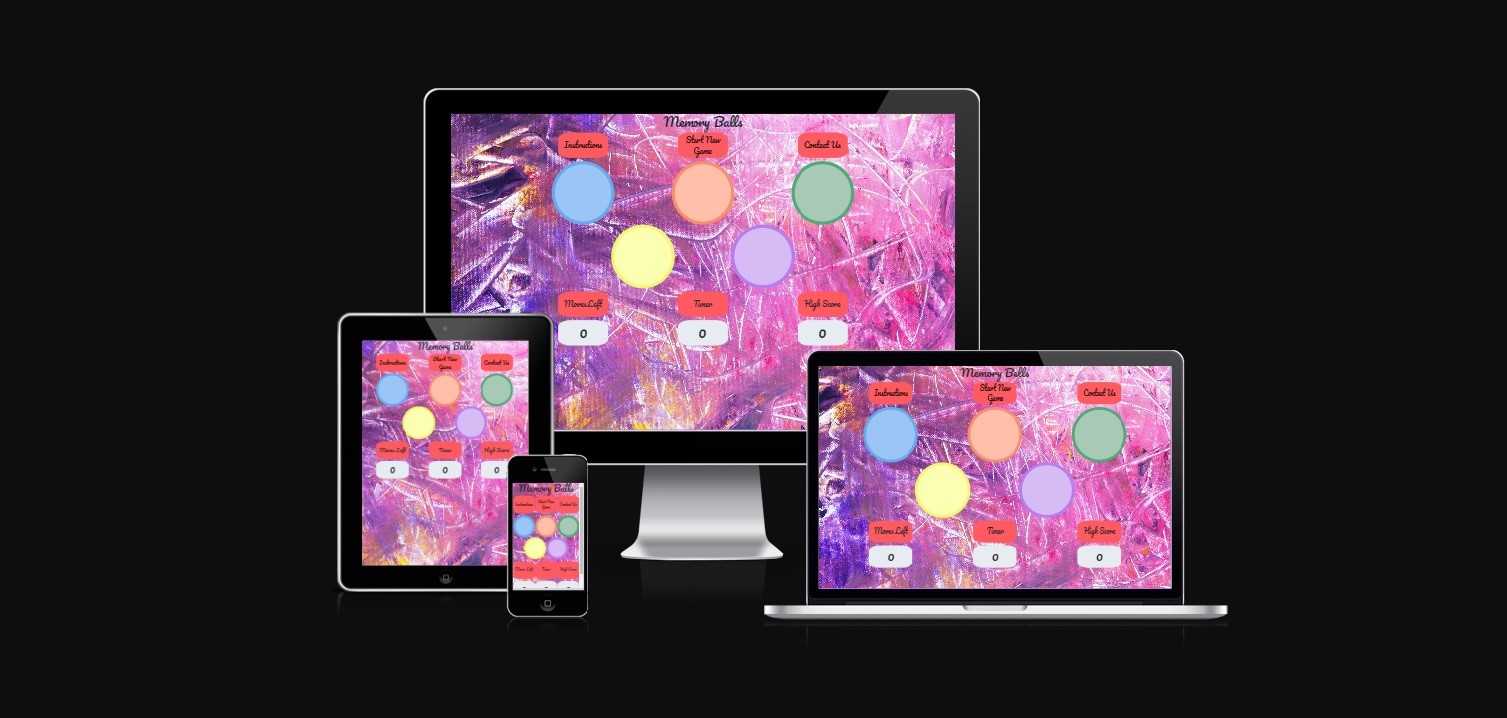 Memory Balls
Instructions
Start New
Game
Contact Us
Moves Left
Timer
High Score
0
0
0
Memory Balls
Instructions
Start New
Game
Contact Us
Moves Left
Timer
High Score
0
0
0
Memory Balls
Instructions
Start New
Game
Contact Us
Moves Left
Timer
High Score
0
0
0
Memory Balls
Instructions
Start New
Game
Contact Us
Moves Left
Timer
High Score